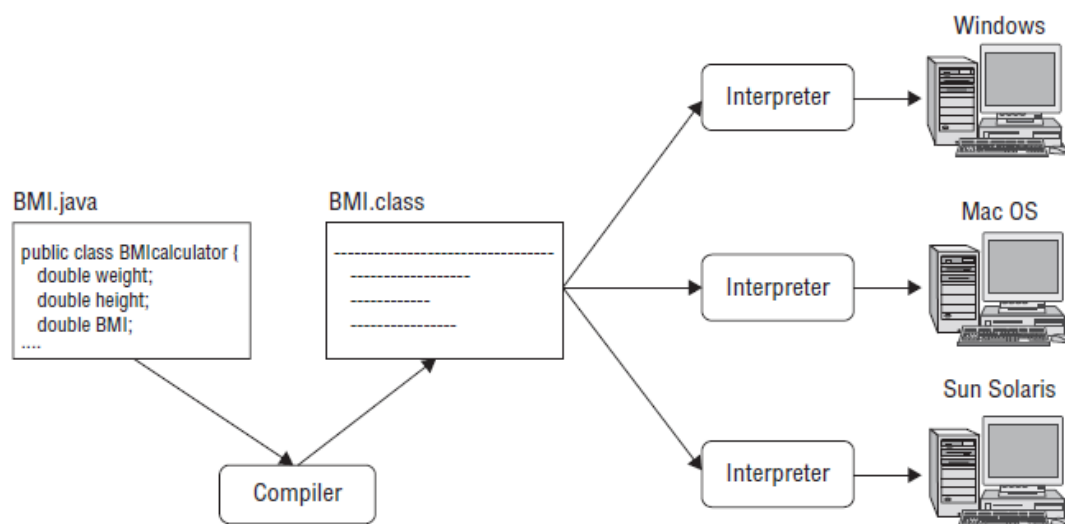 Windows
Interpreter
BMI.java
BMI.class
Mac OS
public class BMIcalculator {
double weight;
double height;
double BMI;
....
Interpreter
Sun Solaris
Interpreter
Compiler